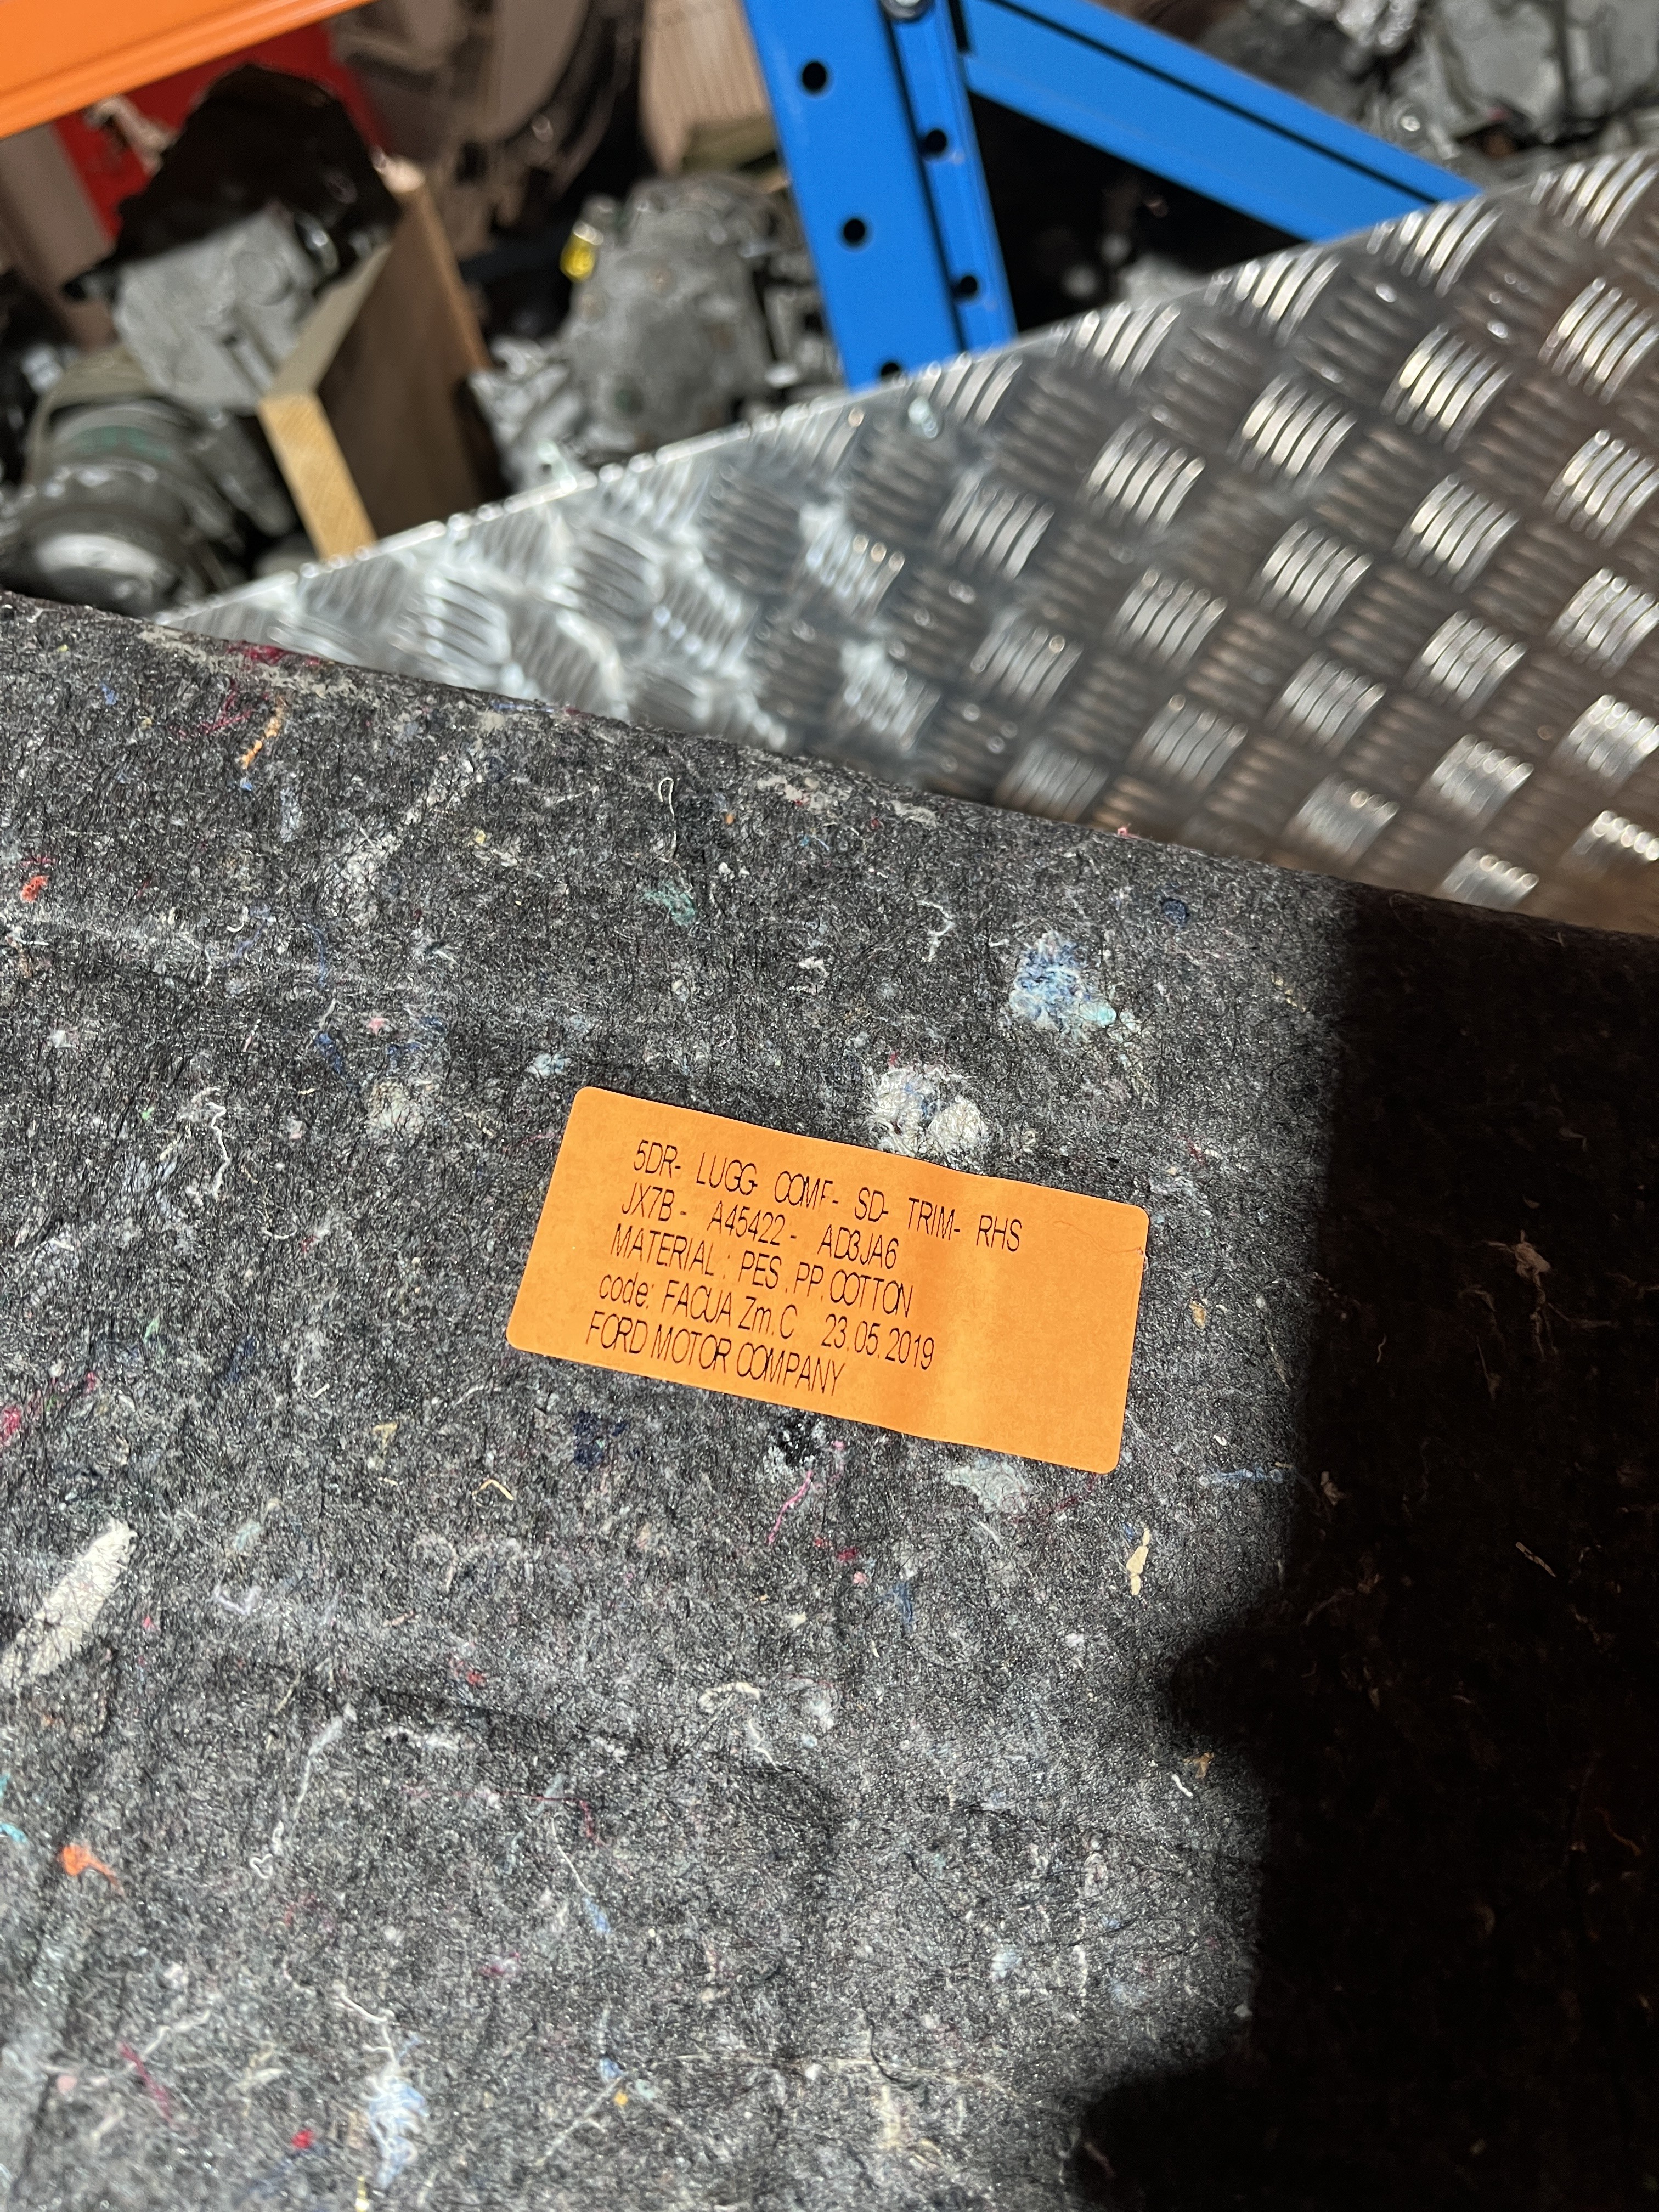 5DR- LUGG- COMP- SD- TRIM- RHS
JX7B - A45422 - AD3JA6
MATERIAL : PES . PP. COTTON
code: FACUA Zm. C 23.05.2019
FORD MOTOR COMPANY